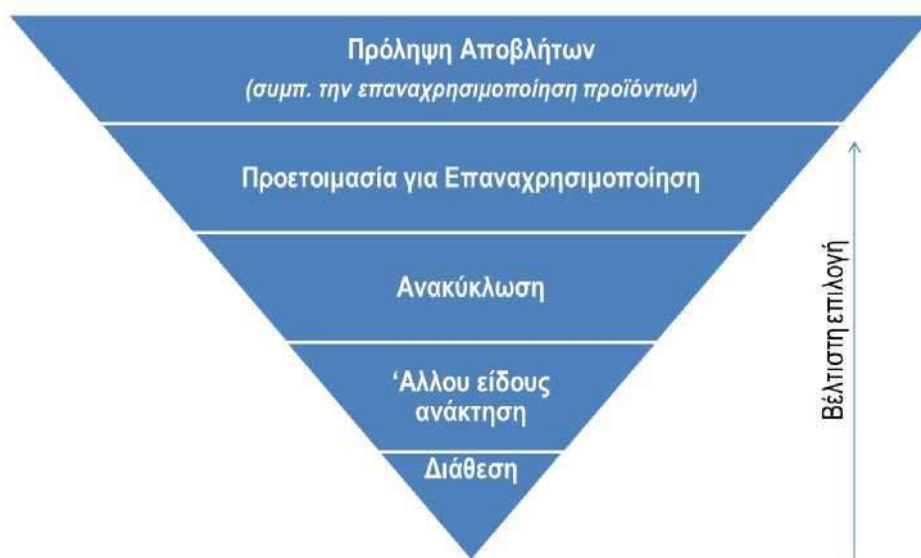 Πρόληψη Αποβλήτων
(συμπ. την επαναχρησιμοποίηση προϊόντων)
Προετοιμασία για Επαναχρησιμοποίηση
Ανακύκλωση
‘Αλλου είδους
ανάκτηση
Διάθεση
Βέλτιστη επιλογή